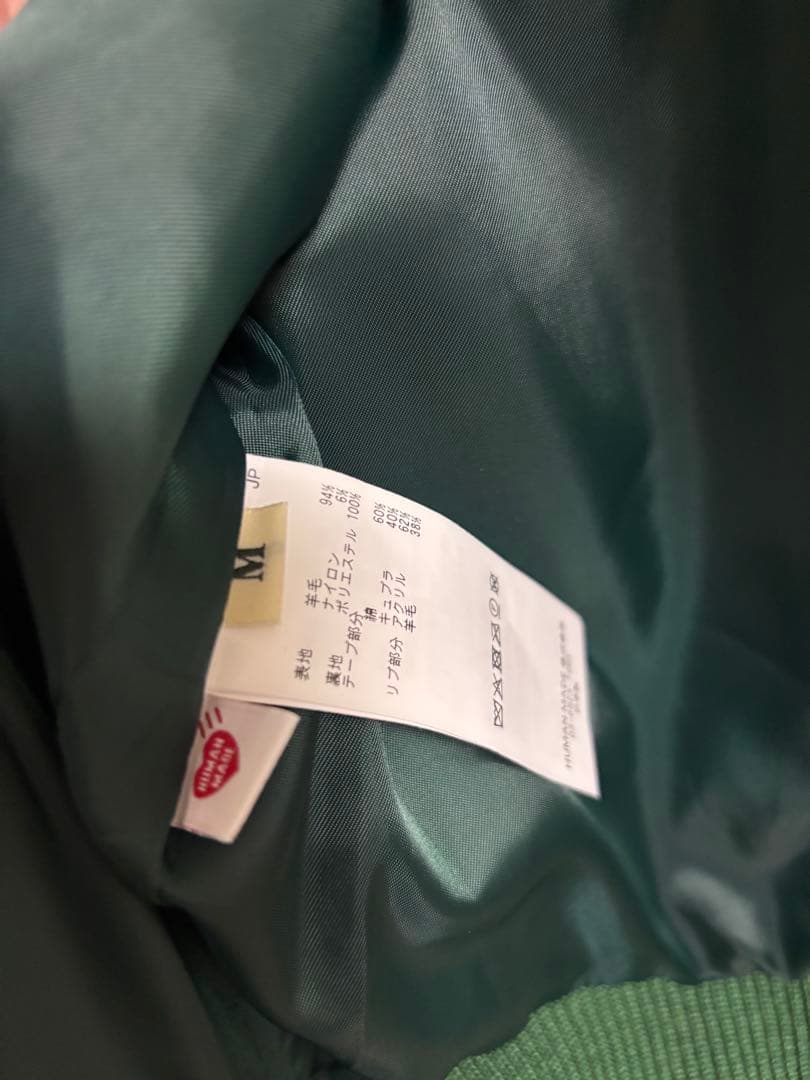 JP
M
表地 羊毛 94%
ナイロン 6%
裏地 ポリエステル 100%
テープ部分 綿 60%
キュプラ 40%
リブ部分 アクリル 62%
羊毛 38%
HUMAN MADE
HUMAN
MADE